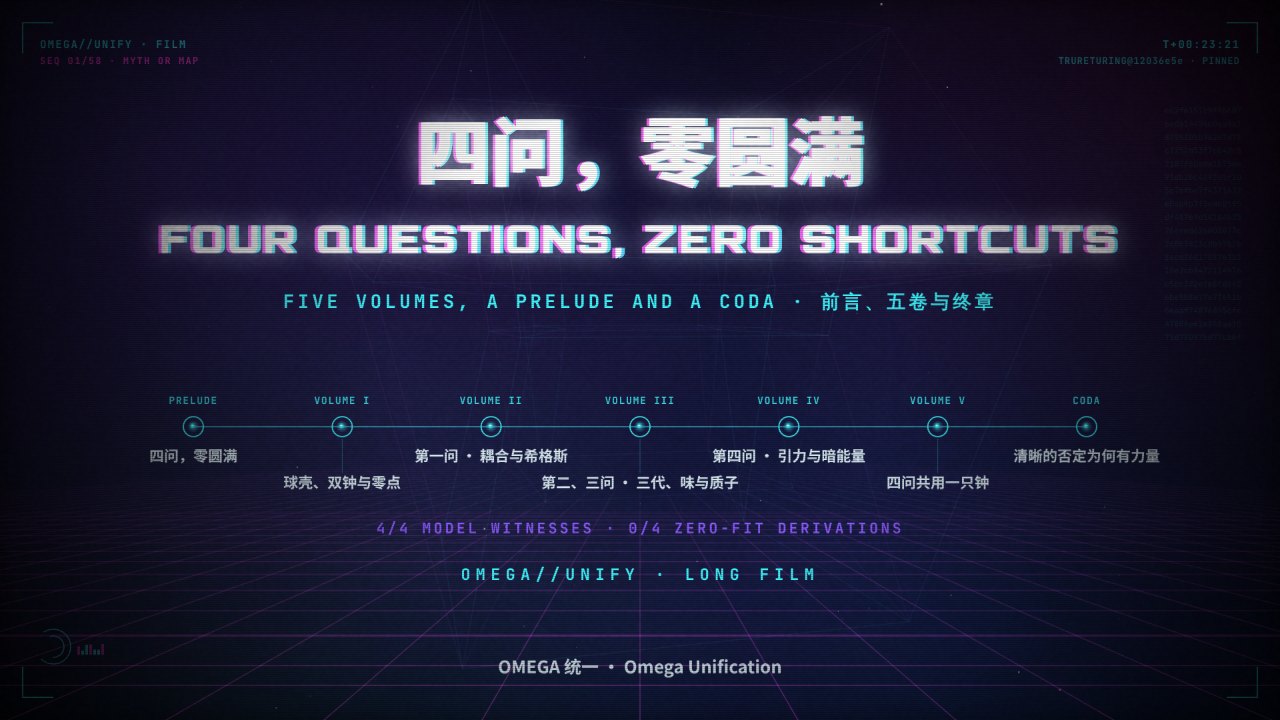 OMEGA//UNIFY · FILM
SEQ 01/58 · MYTH OR MAP
T+00:23:21
TRURETURING@12036e5e · PINNED
四问，零圆满
FOUR QUESTIONS, ZERO SHORTCUTS
FIVE VOLUMES, A PRELUDE AND A CODA · 前言、五卷与终章
PRELUDE
VOLUME I
VOLUME II
VOLUME III
VOLUME IV
VOLUME V
CODA
四问，零圆满
第一问 · 耦合与希格斯
第四问 · 引力与暗能量
清晰的否定为何有力量
球壳、双钟与零点
第二、三问 · 三代、味与质子
四问共用一只钟
4/4 MODEL WITNESSES · 0/4 ZERO-FIT DERIVATIONS
OMEGA//UNIFY · LONG FILM
OMEGA 统一 · Omega Unification